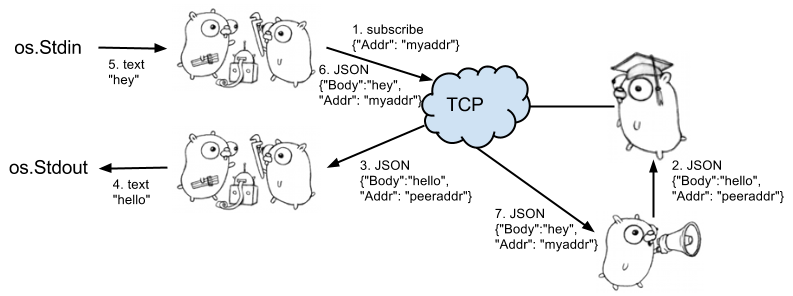 os.Stdin
5. text
"hey"
1. subscribe
{"Addr": "myaddr"}
6. JSON
{"Body":"hey",
"Addr": "myaddr"}
TCP
os.Stdout
4. text
"hello"
3. JSON
{"Body":"hello",
"Addr": "peeraddr"}
2. JSON
{"Body":"hello",
"Addr": "peeraddr"}
7. JSON
{"Body":"hey",
"Addr": "myaddr"}